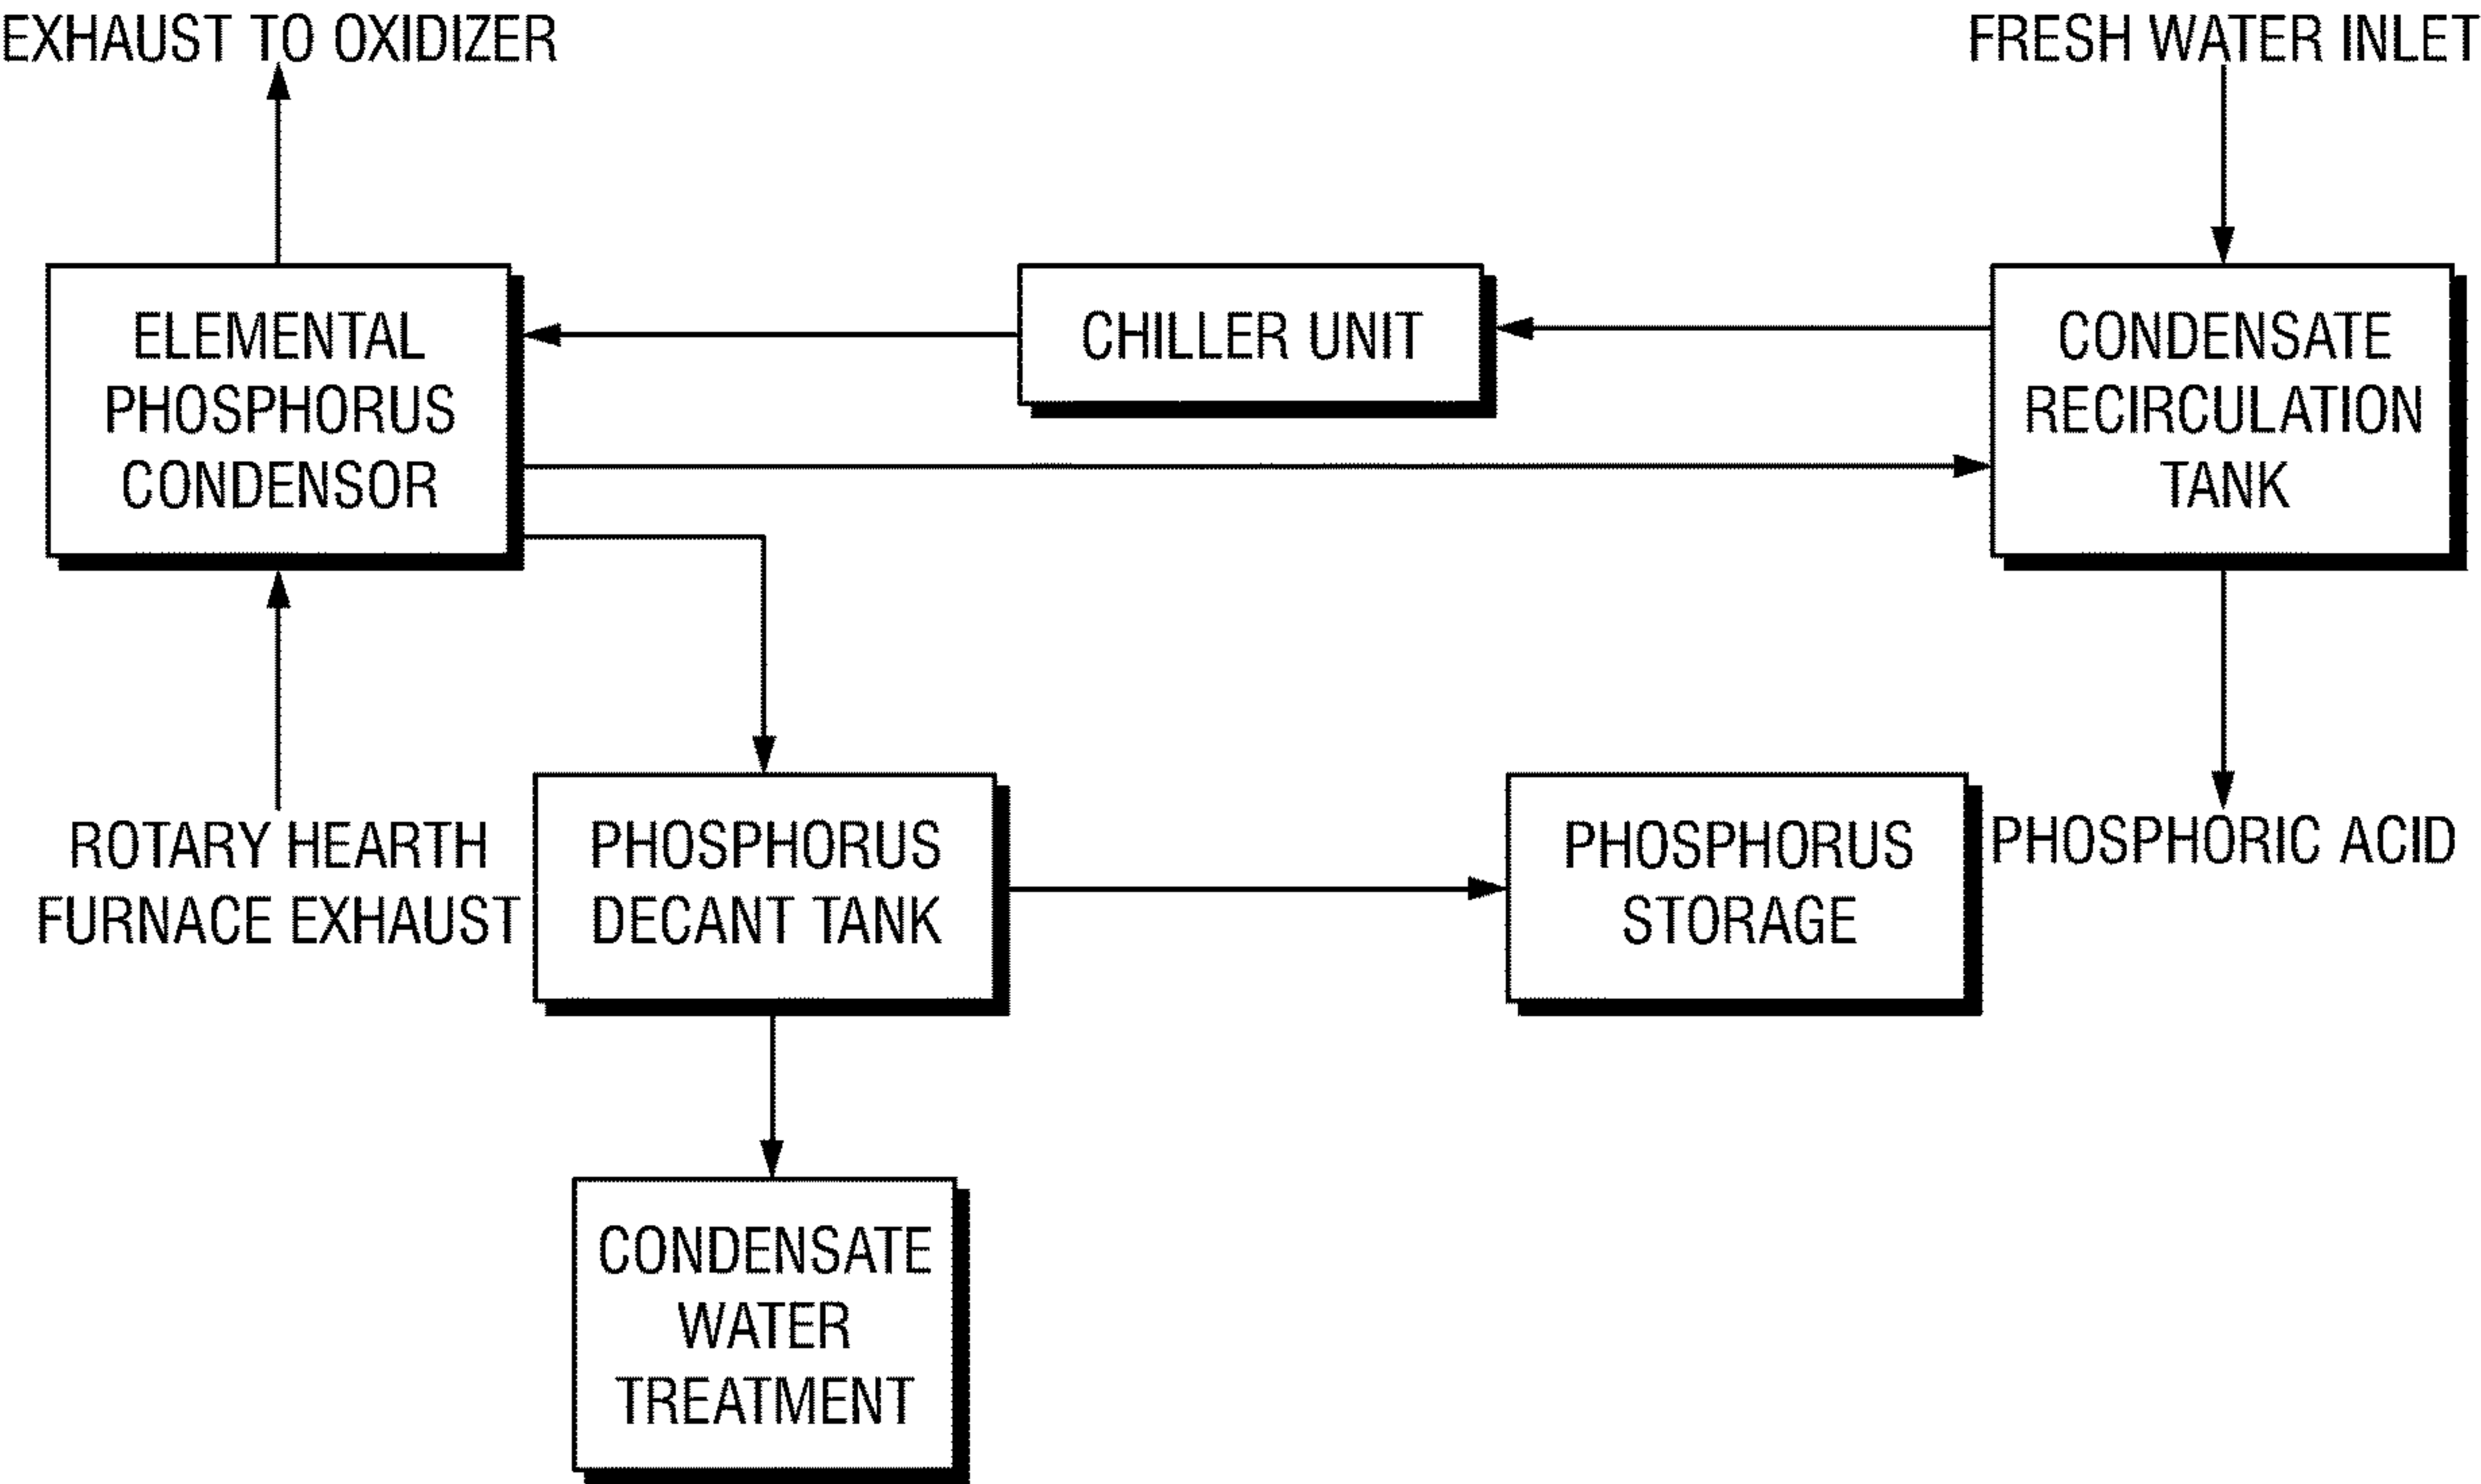 EXHAUST TO OXIDIZER
FRESH WATER INLET
ELEMENTAL
PHOSPHORUS
CONDENSOR
CHILLER UNIT
CONDENSATE
RECIRCULATION
TANK
ROTARY HEARTH
FURNACE EXHAUST
PHOSPHORUS
DECANT TANK
PHOSPHORUS
STORAGE
PHOSPHORIC ACID
CONDENSATE
WATER
TREATMENT